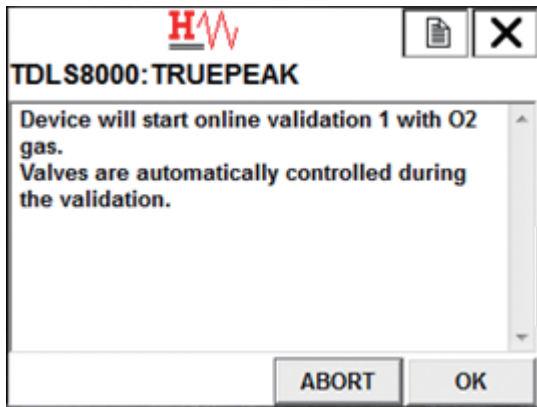 H
TDLS8000:TRUEPEAK
Device will start online validation 1 with O2
gas.
Valves are automatically controlled during
the validation.
ABORT OK